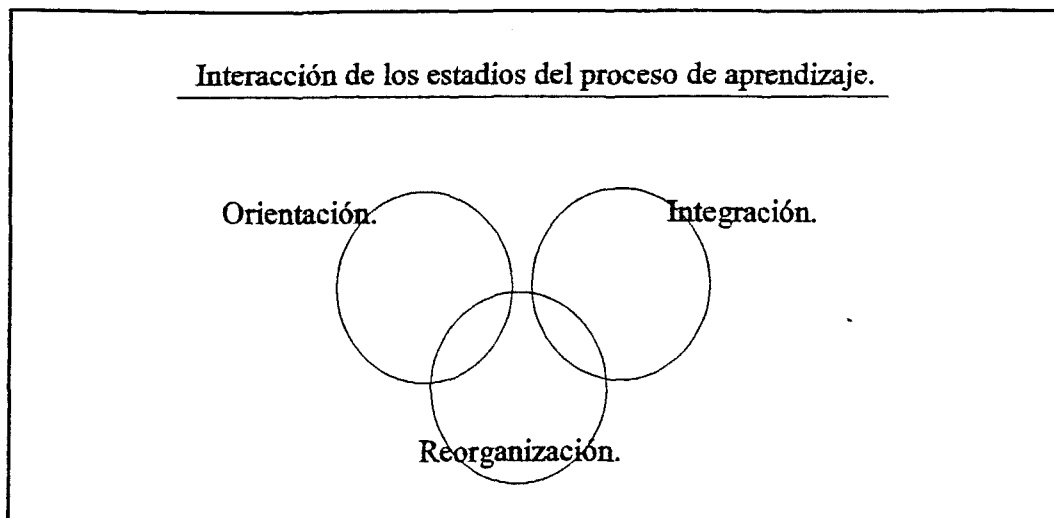 Interacción de los estadios del proceso de aprendizaje.
Orientación.
Integración.
Reorganización.